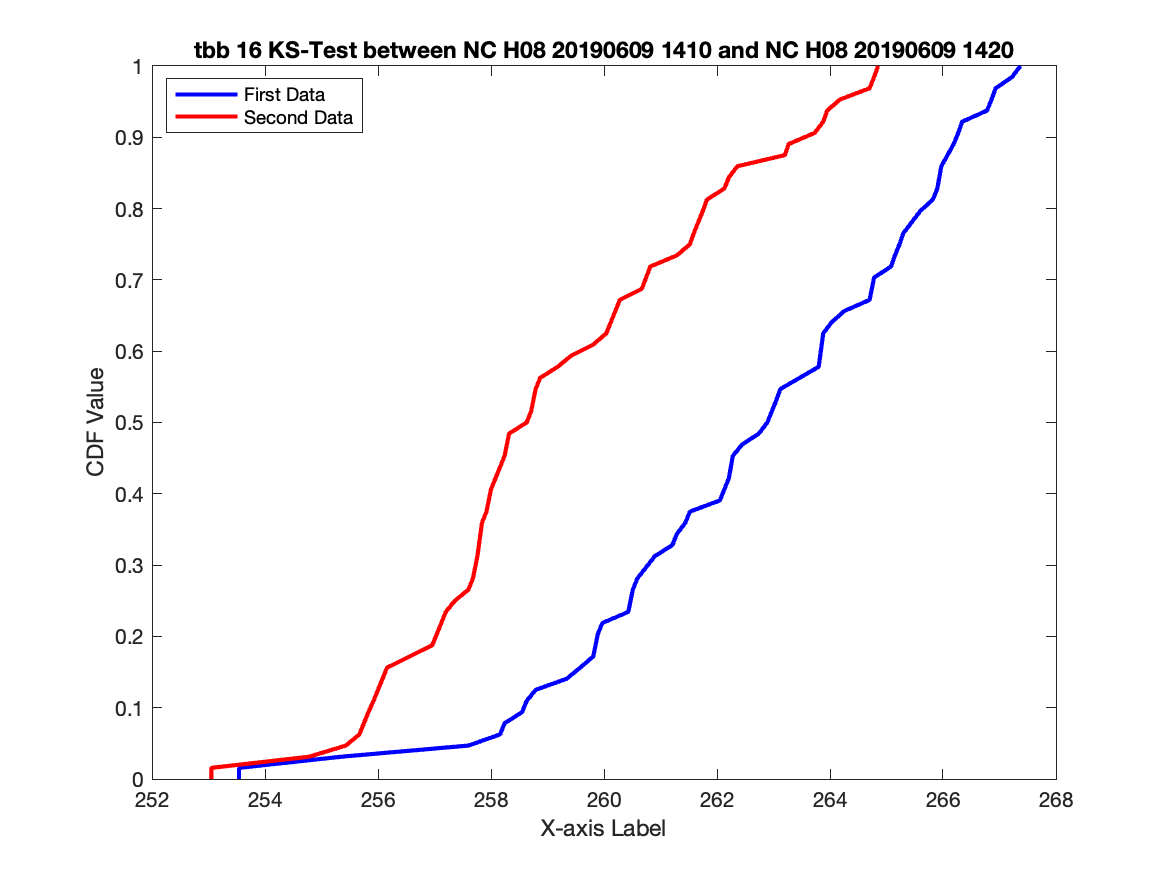 tbb 16 KS-Test between NC H08 20190609 1410 and NC H08 20190609 1420
First Data
Second Data
1
0.9
0.8
0.7
0.6
0.5
0.4
0.3
0.2
0.1
0
CDF Value
252 254 256 258 260 262 264 266 268
X-axis Label